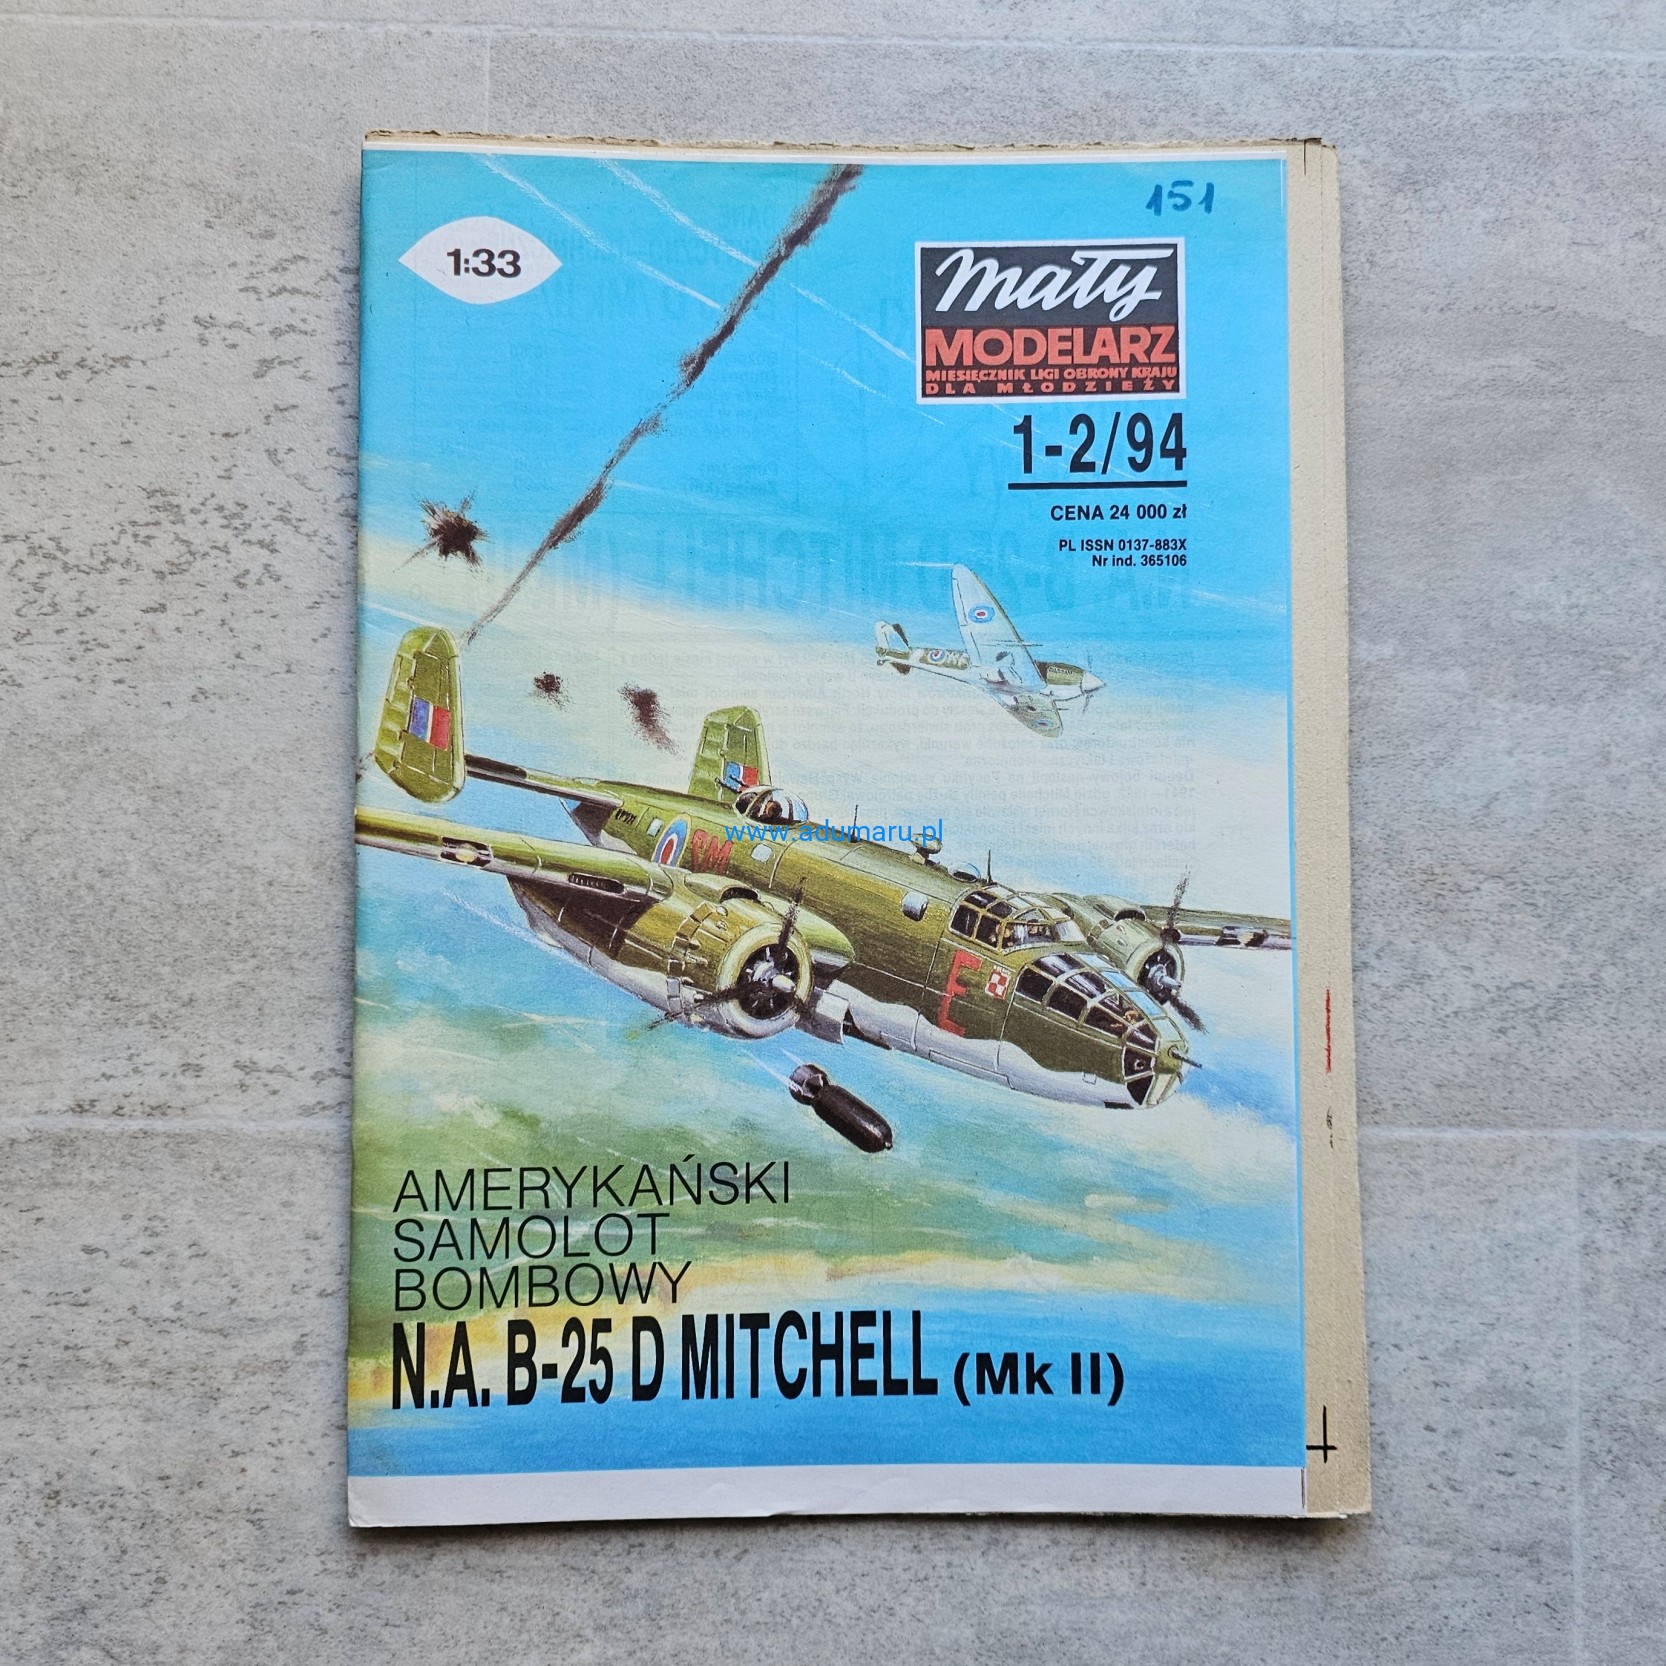 151
1:33
Mały
MODELARZ
MIESIĘCZNIK LIGI OBRONY KRAJU
DLA MŁODZIEŻY
1-2/94
CENA 24 000 zł
PL ISSN 0137-883X
Nr ind. 365106
www.adumaru.pl
E
AMERYKAŃSKI
SAMOLOT
BOMBOWY
N.A. B-25 D MITCHELL (Mk II)